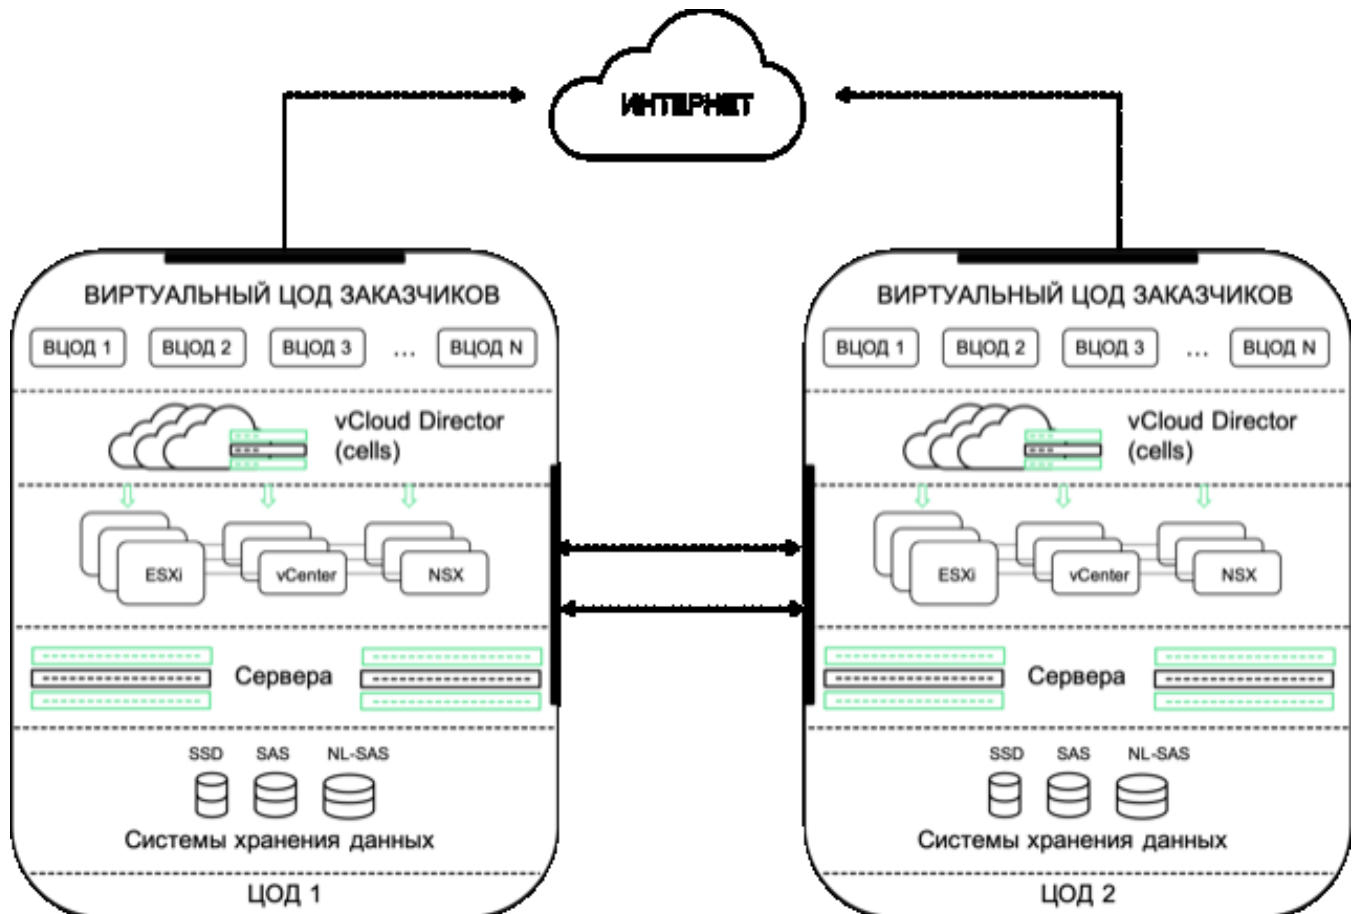 ИНТЕРНЕТ
ВИРТУАЛЬНЫЙ ЦОД ЗАКАЗЧИКОВ
ВЦОД 1 ВЦОД 2 ВЦОД 3 ... ВЦОД N
vCloud Director
(cells)
ESXi vCenter NSX
Сервера
SSD SAS NL-SAS
Системы хранения данных
ЦОД 1
ВИРТУАЛЬНЫЙ ЦОД ЗАКАЗЧИКОВ
ВЦОД 1 ВЦОД 2 ВЦОД 3 ... ВЦОД N
vCloud Director
(cells)
ESXi vCenter NSX
Сервера
SSD SAS NL-SAS
Системы хранения данных
ЦОД 2